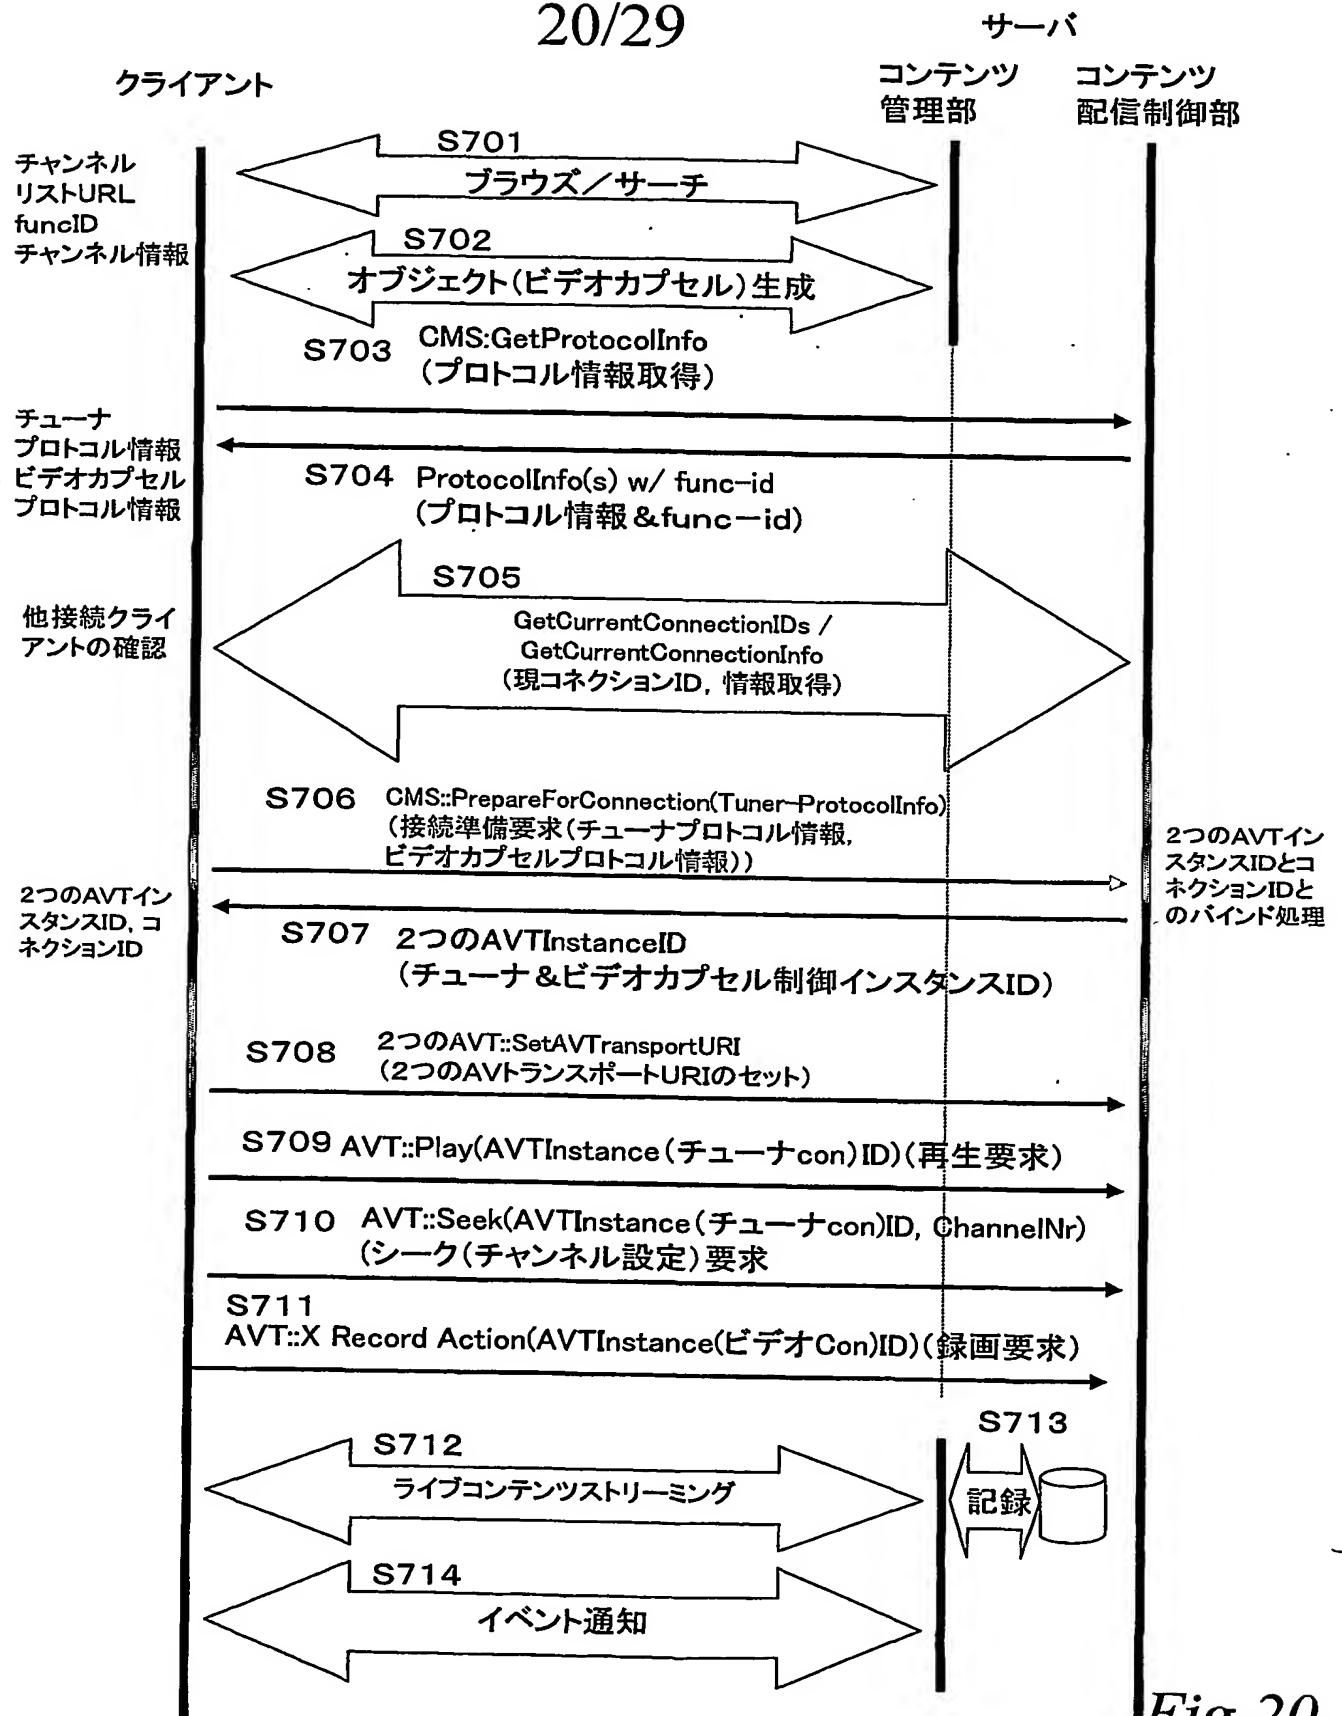 20/29
サーバ
クライアント
コンテンツ
管理部
コンテンツ
配信制御部
チャンネル
リストURL
funcID
チャンネル情報
S701
ブラウズ／サーチ
S702
オブジェクト(ビデオカプセル)生成
S703
CMS:GetProtocolInfo
(プロトコル情報取得)
チューナ
プロトコル情報
ビデオカプセル
プロトコル情報
S704
ProtocolInfo(s) w/ func-id
(プロトコル情報＆func－id)
他接続クライ
アントの確認
S705
GetCurrentConnectionIDs /
GetCurrentConnectionInfo
(現コネクションID, 情報取得)
S706
CMS::PrepareForConnection(Tuner-ProtocolInfo)
(接続準備要求(チューナプロトコル情報,
ビデオカプセルプロトコル情報))
2つのAVTイン
スタンスIDとコ
ネクションIDと
のバインド処理
2つのAVTイン
スタンスID, コ
ネクションID
S707
2つのAVTInstanceID
(チューナ＆ビデオカプセル制御インスタンスID)
S708
2つのAVT::SetAVTransportURI
(2つのAVトランスポートURIのセット)
S709 AVT::Play(AVTInstance(チューナcon)ID)(再生要求)
S710
AVT::Seek(AVTInstance(チューナcon)ID, ChannelNr)
(シーク(チャンネル設定)要求
S711
AVT::X Record Action(AVTInstance(ビデオCon)ID)(録画要求)
S712
ライブコンテンツストリーミング
S713
記録
S714
イベント通知
Fig.20